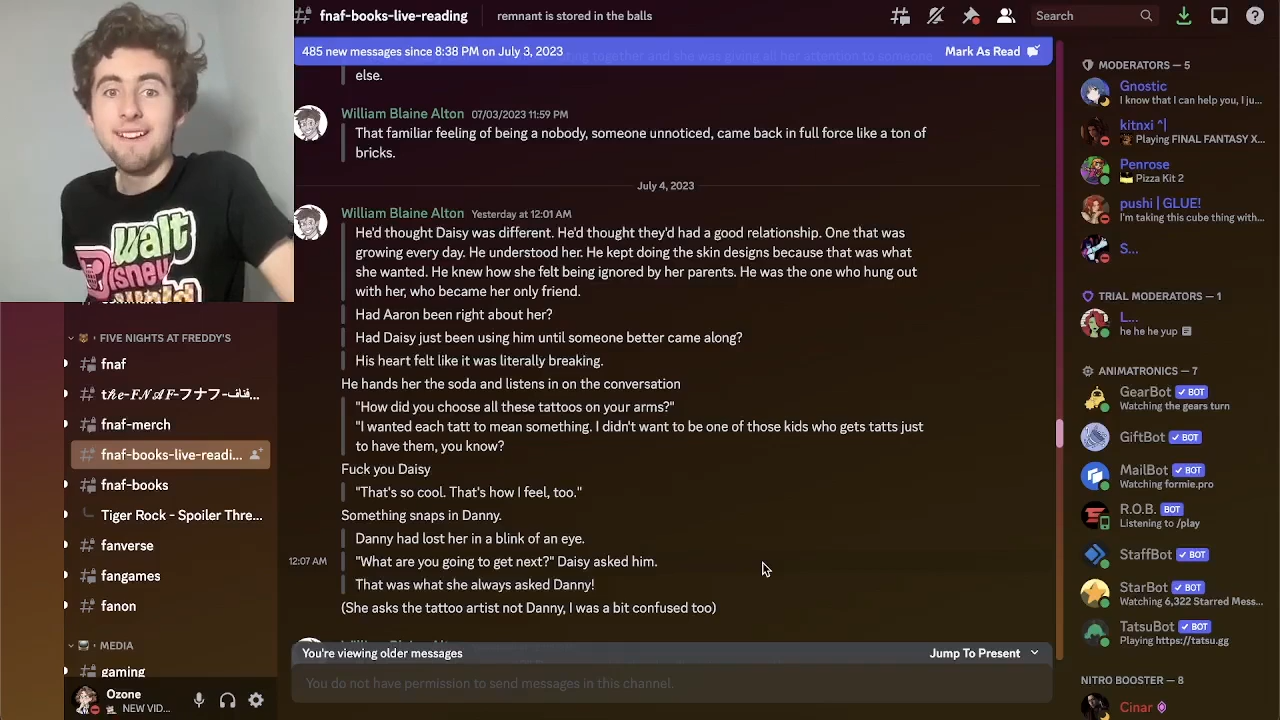 fnaf-books-live-reading
remnant is stored in the balls
Search
485 new messages since 8:38 PM on July 3, 2023
Mark As Read
together and she was giving all her attention to someone
else.
William Blaine Alton 07/03/2023 11:59 PM
That familiar feeling of being a nobody, someone unnoticed, came back in full force like a ton of
bricks.
July 4, 2023
William Blaine Alton Yesterday at 12:01 AM
He'd thought Daisy was different. He'd thought they'd had a good relationship. One that was
growing every day. He understood her. He kept doing the skin designs because that was what
she wanted. He knew how she felt being ignored by her parents. He was the one who hung out
with her, who became her only friend.
Had Aaron been right about her?
Had Daisy just been using him until someone better came along?
His heart felt like it was literally breaking.
He hands her the soda and listens in on the conversation
"How did you choose all these tattoos on your arms?"
"I wanted each tatt to mean something. I didn't want to be one of those kids who gets tatts just
to have them, you know?
Fuck you Daisy
"That's so cool. That's how I feel, too."
Something snaps in Danny.
Danny had lost her in a blink of an eye.
12:07 AM
"What are you going to get next?" Daisy asked him.
That was what she always asked Danny!
(She asks the tattoo artist not Danny, I was a bit confused too)
You're viewing older messages
Jump To Present
You do not have permission to send messages in this channel.
walt
Disney
FIVE NIGHTS AT FREDDY'S
fnaf
fnaf-merch
fnaf-books-live-readi...
fnaf-books
Tiger Rock - Spoiler Thre...
fanverse
fangames
fanon
MEDIA
gaming
Ozone
NEW VID...
MODERATORS — 5
Gnostic
I know that I can help you, I ju...
kitnxi ^|
Playing FINAL FANTASY X...
Penrose
Pizza Kit 2
pushi | GLUE!
I'm taking this cube thing with...
S...
TRIAL MODERATORS — 1
L...
he he he yup
ANIMATRONICS — 7
GearBot BOT
Watching the gears turn
GiftBot BOT
MailBot BOT
Watching formie.pro
R.O.B. BOT
Listening to /play
StaffBot BOT
StarBot BOT
Watching 6,322 Starred Mess...
TatsuBot BOT
Playing https://tatsu.gg
NITRO BOOSTER — 8
Cinar